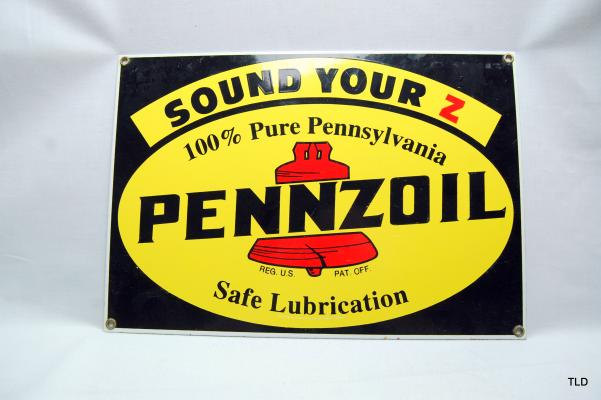 SOUND YOUR Z
100% Pure Pennsylvania
PENNZOIL
REG. U.S. PAT. OFF.
Safe Lubrication
TLD